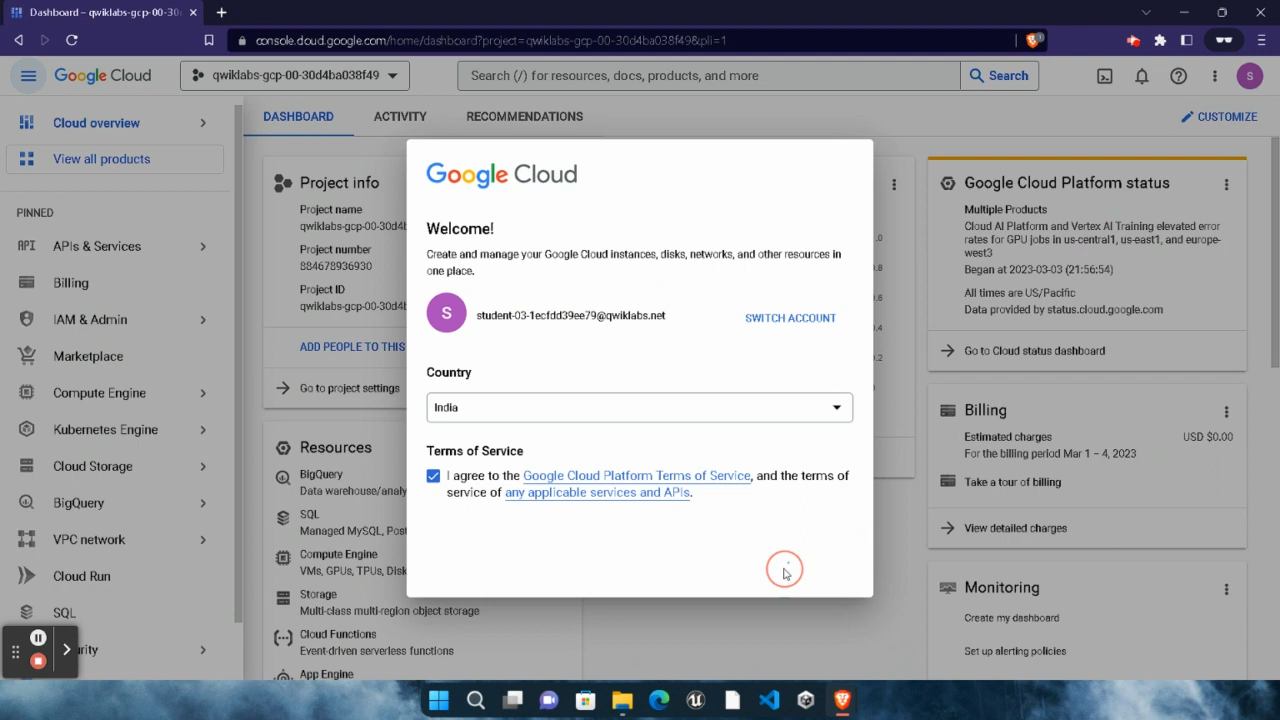 Dashboard – qwiklabs-gcp-00-30
console.cloud.google.com/home/dashboard?project=qwiklabs-gcp-00-30d4ba038f49&pli=1
Google Cloud
qwiklabs-gcp-00-30d4ba038f49
Search (/) for resources, docs, products, and more
Search
S
Cloud overview
View all products
PINNED
API APIs & Services
Billing
IAM & Admin
Marketplace
Compute Engine
Kubernetes Engine
Cloud Storage
BigQuery
VPC network
Cloud Run
SQL
DASHBOARD
ACTIVITY
RECOMMENDATIONS
CUSTOMIZE
Project info
Project name
qwiklabs-gcp-00-30d4b
Project number
884678936930
Project ID
qwiklabs-gcp-00-30d4b
ADD PEOPLE TO THIS
Go to project settings
Resources
BigQuery
Data warehouse/analy
SQL
Managed MySQL, Post
Compute Engine
VMs, GPUs, TPUs, Disk
Storage
Multi-class multi-region object storage
Cloud Functions
Event-driven serverless functions
App Engine
Google Cloud
Welcome!
Create and manage your Google Cloud instances, disks, networks, and other resources in
one place.
S
student-03-1ecfdd39ee79@qwiklabs.net
SWITCH ACCOUNT
Country
India
Terms of Service
I agree to the Google Cloud Platform Terms of Service, and the terms of
service of any applicable services and APIs.
.0
.8
.6
.4
.2
Google Cloud Platform status
Multiple Products
Cloud AI Platform and Vertex AI Training elevated error
rates for GPU jobs in us-central1, us-east1, and europe-
west3
Began at 2023-03-03 (21:56:54)
All times are US/Pacific
Data provided by status.cloud.google.com
Go to Cloud status dashboard
Billing
Estimated charges
USD $0.00
For the billing period Mar 1 – 4, 2023
Take a tour of billing
View detailed charges
Monitoring
Create my dashboard
Set up alerting policies